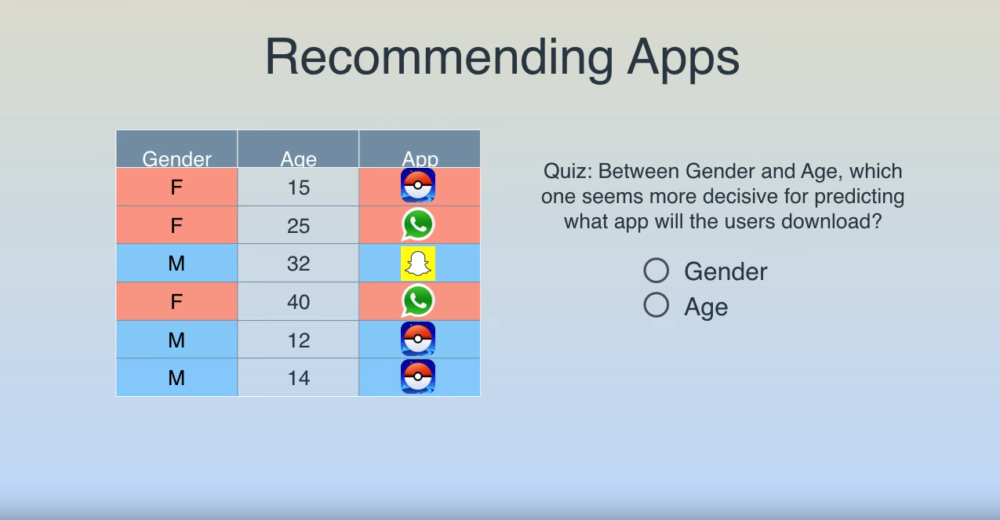 Recommending Apps
Gender Age App
F 15
F 25
M 32
F 40
M 12
M 14
Quiz: Between Gender and Age, which
one seems more decisive for predicting
what app will the users download?
Gender
Age